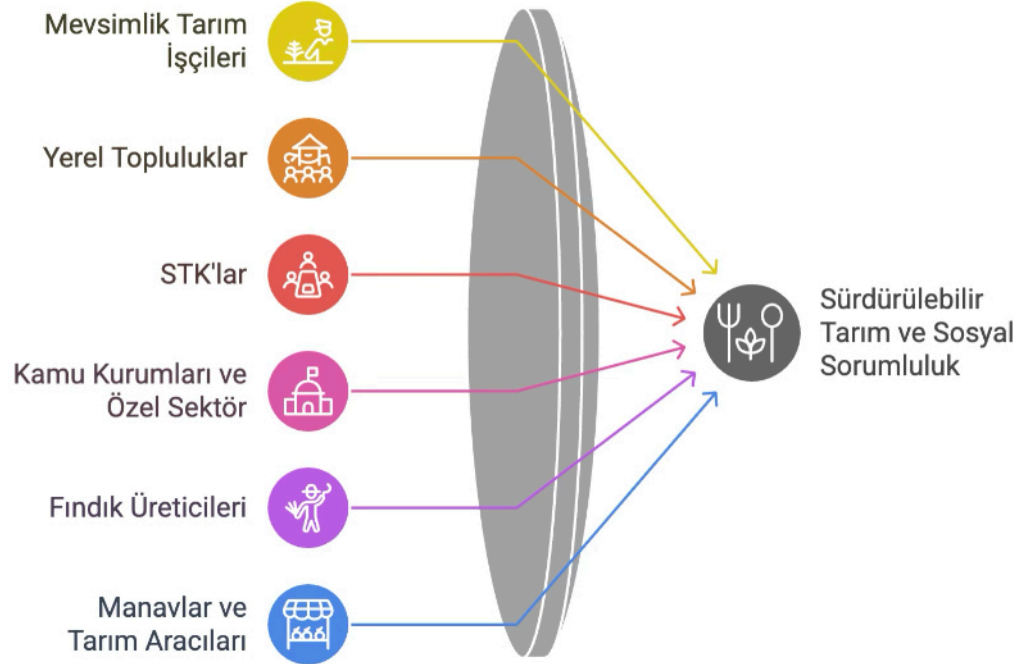 Mevsimlik Tarım
İşçileri
Yerel Topluluklar
STK'lar
Kamu Kurumları ve
Özel Sektör
Fındık Üreticileri
Manavlar ve
Tarım Aracıları
Sürdürülebilir
Tarım ve Sosyal
Sorumluluk